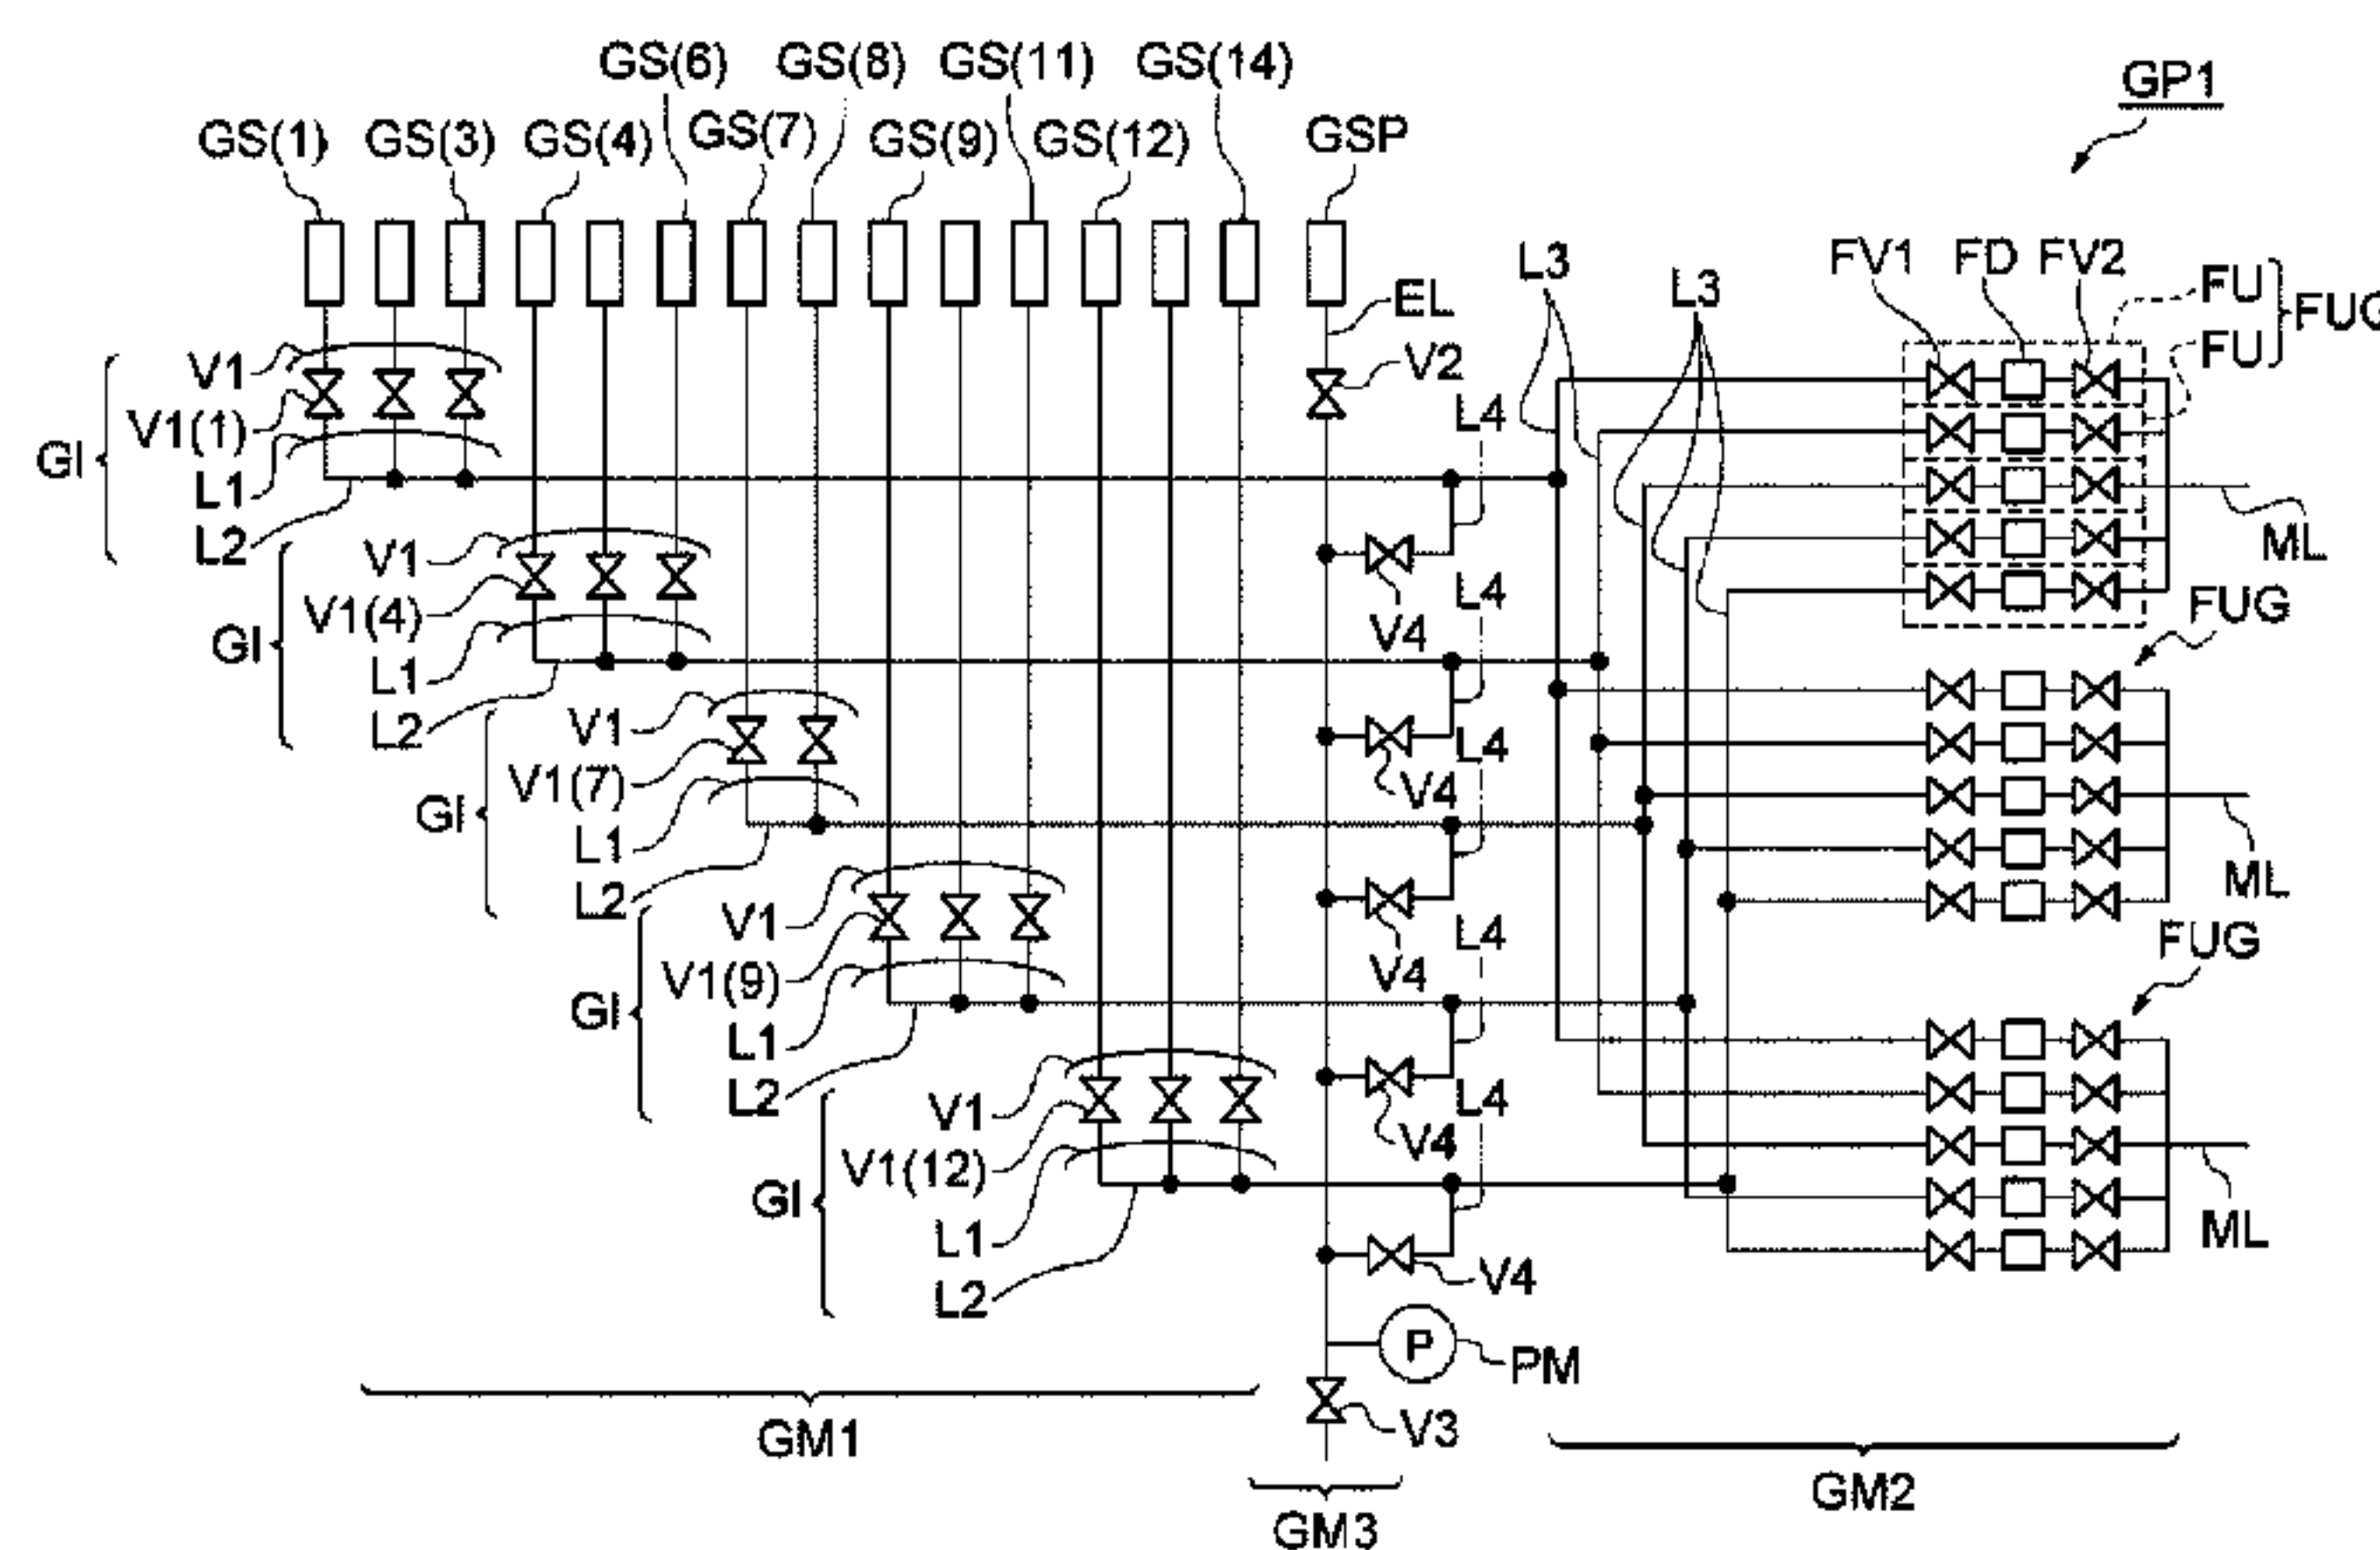 GS(6) GS(8) GS(11) GS(14)
GP1
GS(1) GS(3) GS(4) GS(7) GS(9) GS(12) GSP
L3 L3 FV1 FD FV2 FU
FUG
EL
FU
V1 V2
L4
V1(1)
GI
L1
L2 V1 ML
V1(4) L4 FUG
V4
GI
L1
V1 L2 L4
V1(7) V4
GI
L1
L2 ML
V1 L4 FUG
V1(9) V4
GI
L1
L2 V1 L4
V4
V1(12)
GI
L1 ML
L2 V4
P PM
V3
GM1
GM2
GM3